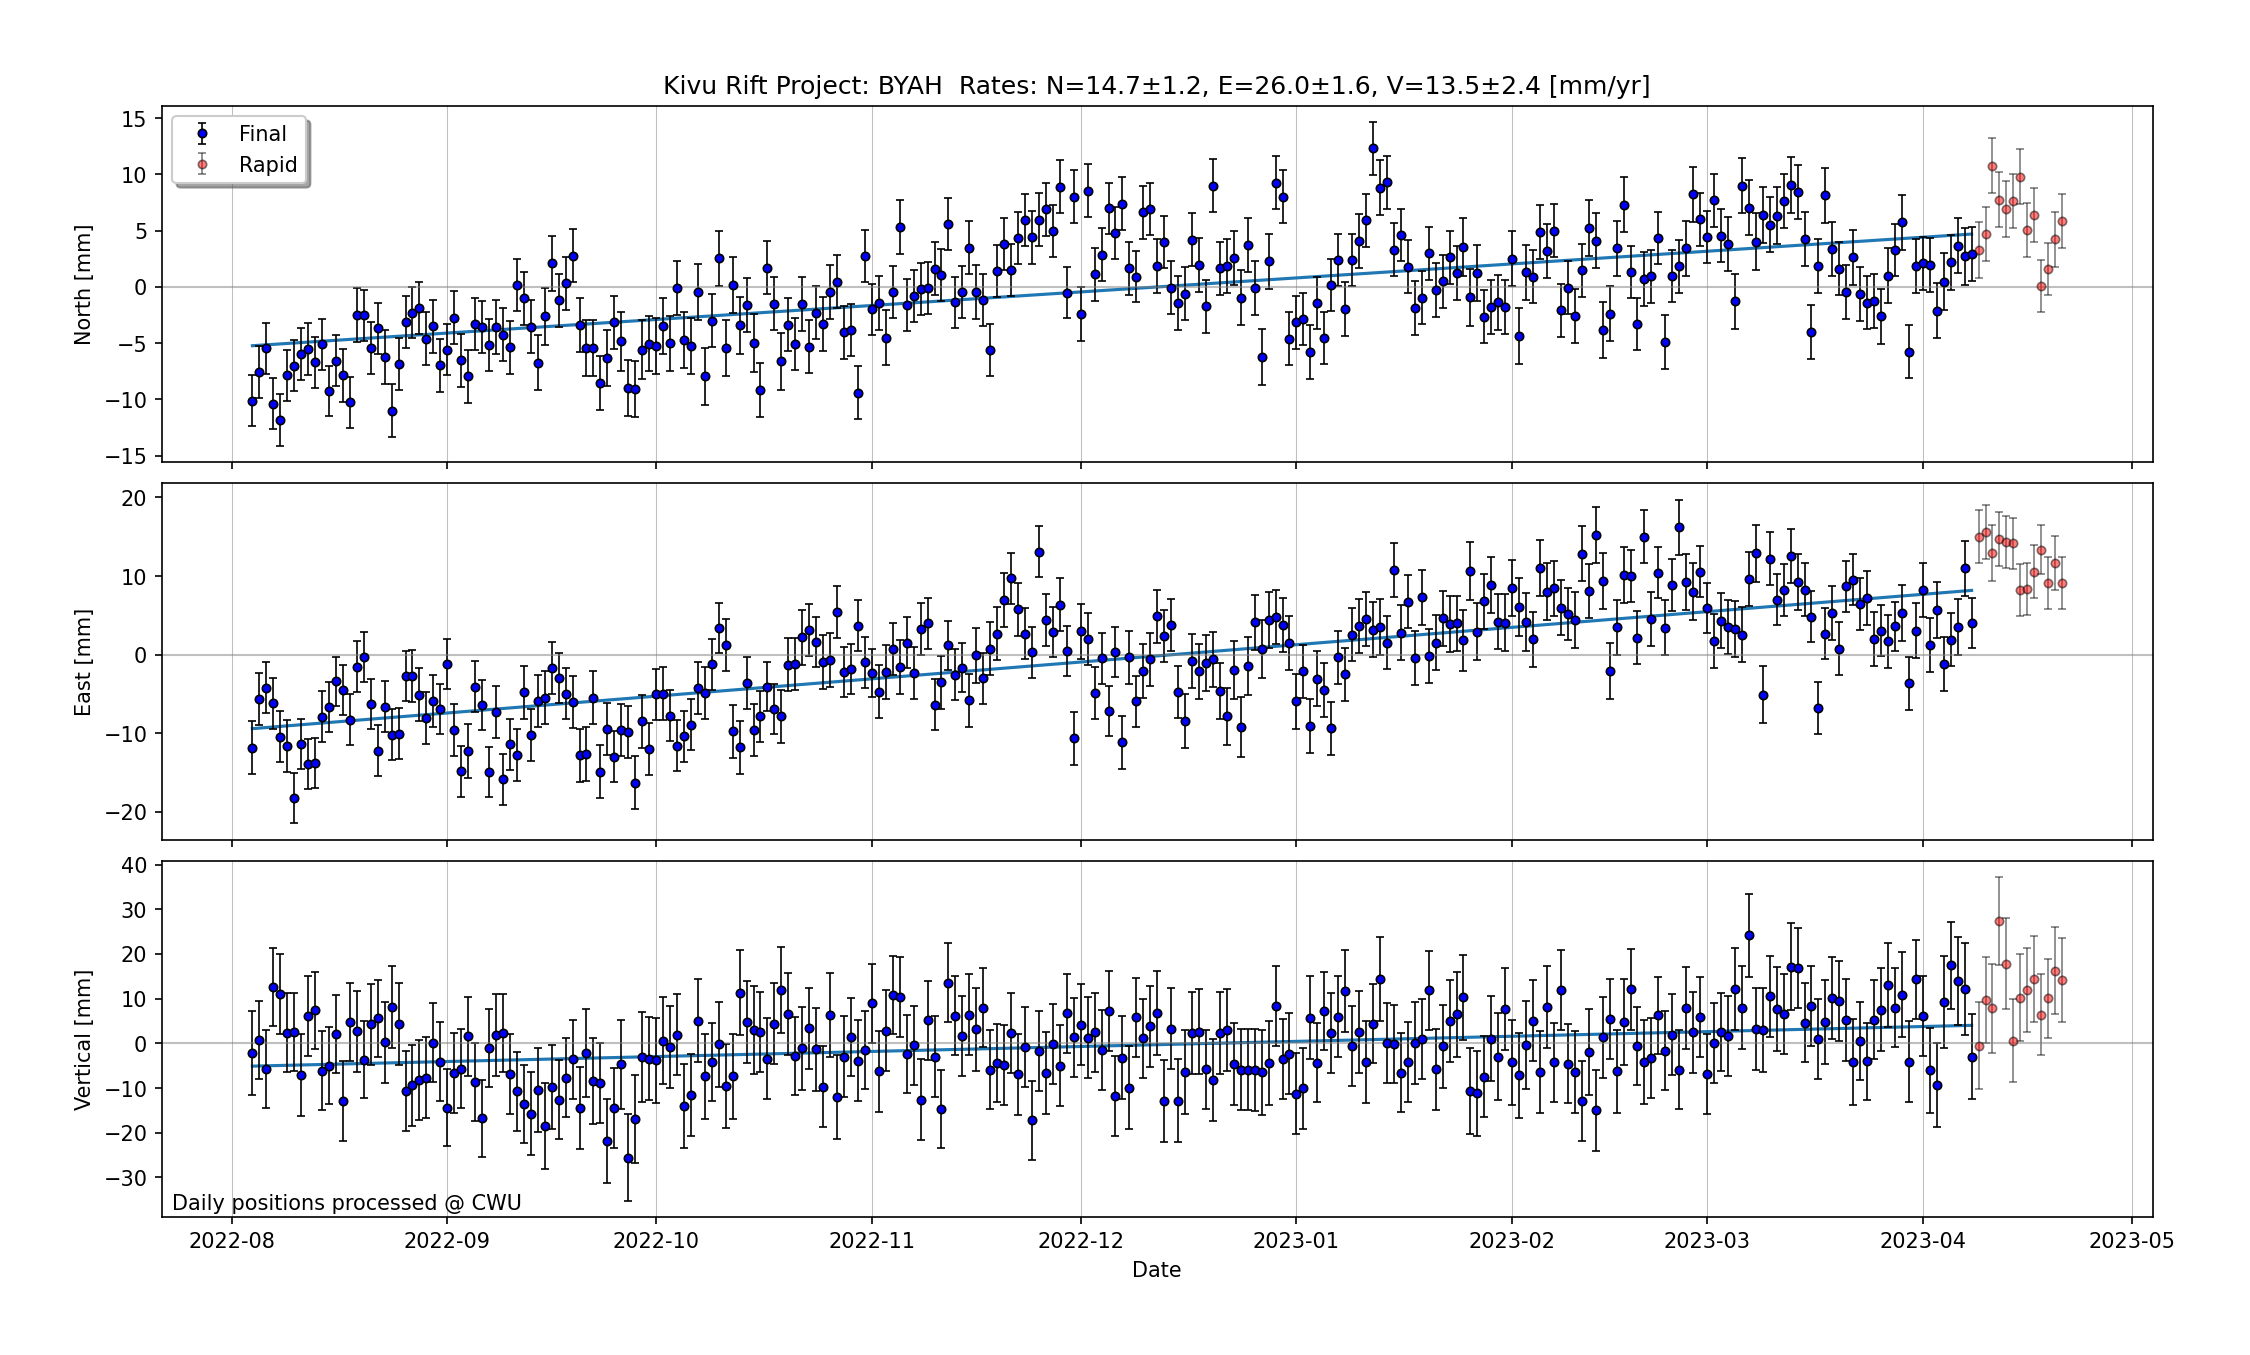 Kivu Rift Project: BYAH  Rates: N=14.7±1.2, E=26.0±1.6, V=13.5±2.4 [mm/yr]
Final
Rapid
North [mm]
15
10
5
0
−5
−10
−15
East [mm]
20
10
0
−10
−20
Vertical [mm]
40
30
20
10
0
−10
−20
−30
Daily positions processed @ CWU
2022-08 2022-09 2022-10 2022-11 2022-12 2023-01 2023-02 2023-03 2023-04 2023-05
Date